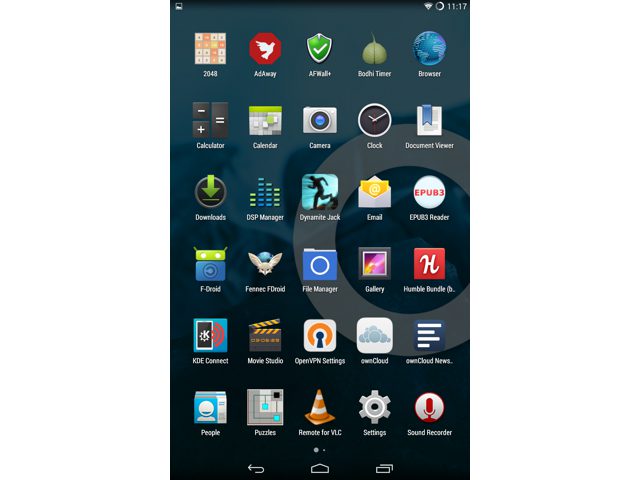 11:17
2048
AdAway
AFWall+
Bodhi Timer
Browser
Calculator
Calendar
Camera
Clock
Document Viewer
Downloads
DSP Manager
Dynamite Jack
Email
EPUB3
EPUB3 Reader
F-Droid
Fennec FDroid
File Manager
Gallery
Humble Bundle (b..
KDE Connect
Movie Studio
OpenVPN Settings
ownCloud
ownCloud News..
People
Puzzles
Remote for VLC
Settings
Sound Recorder